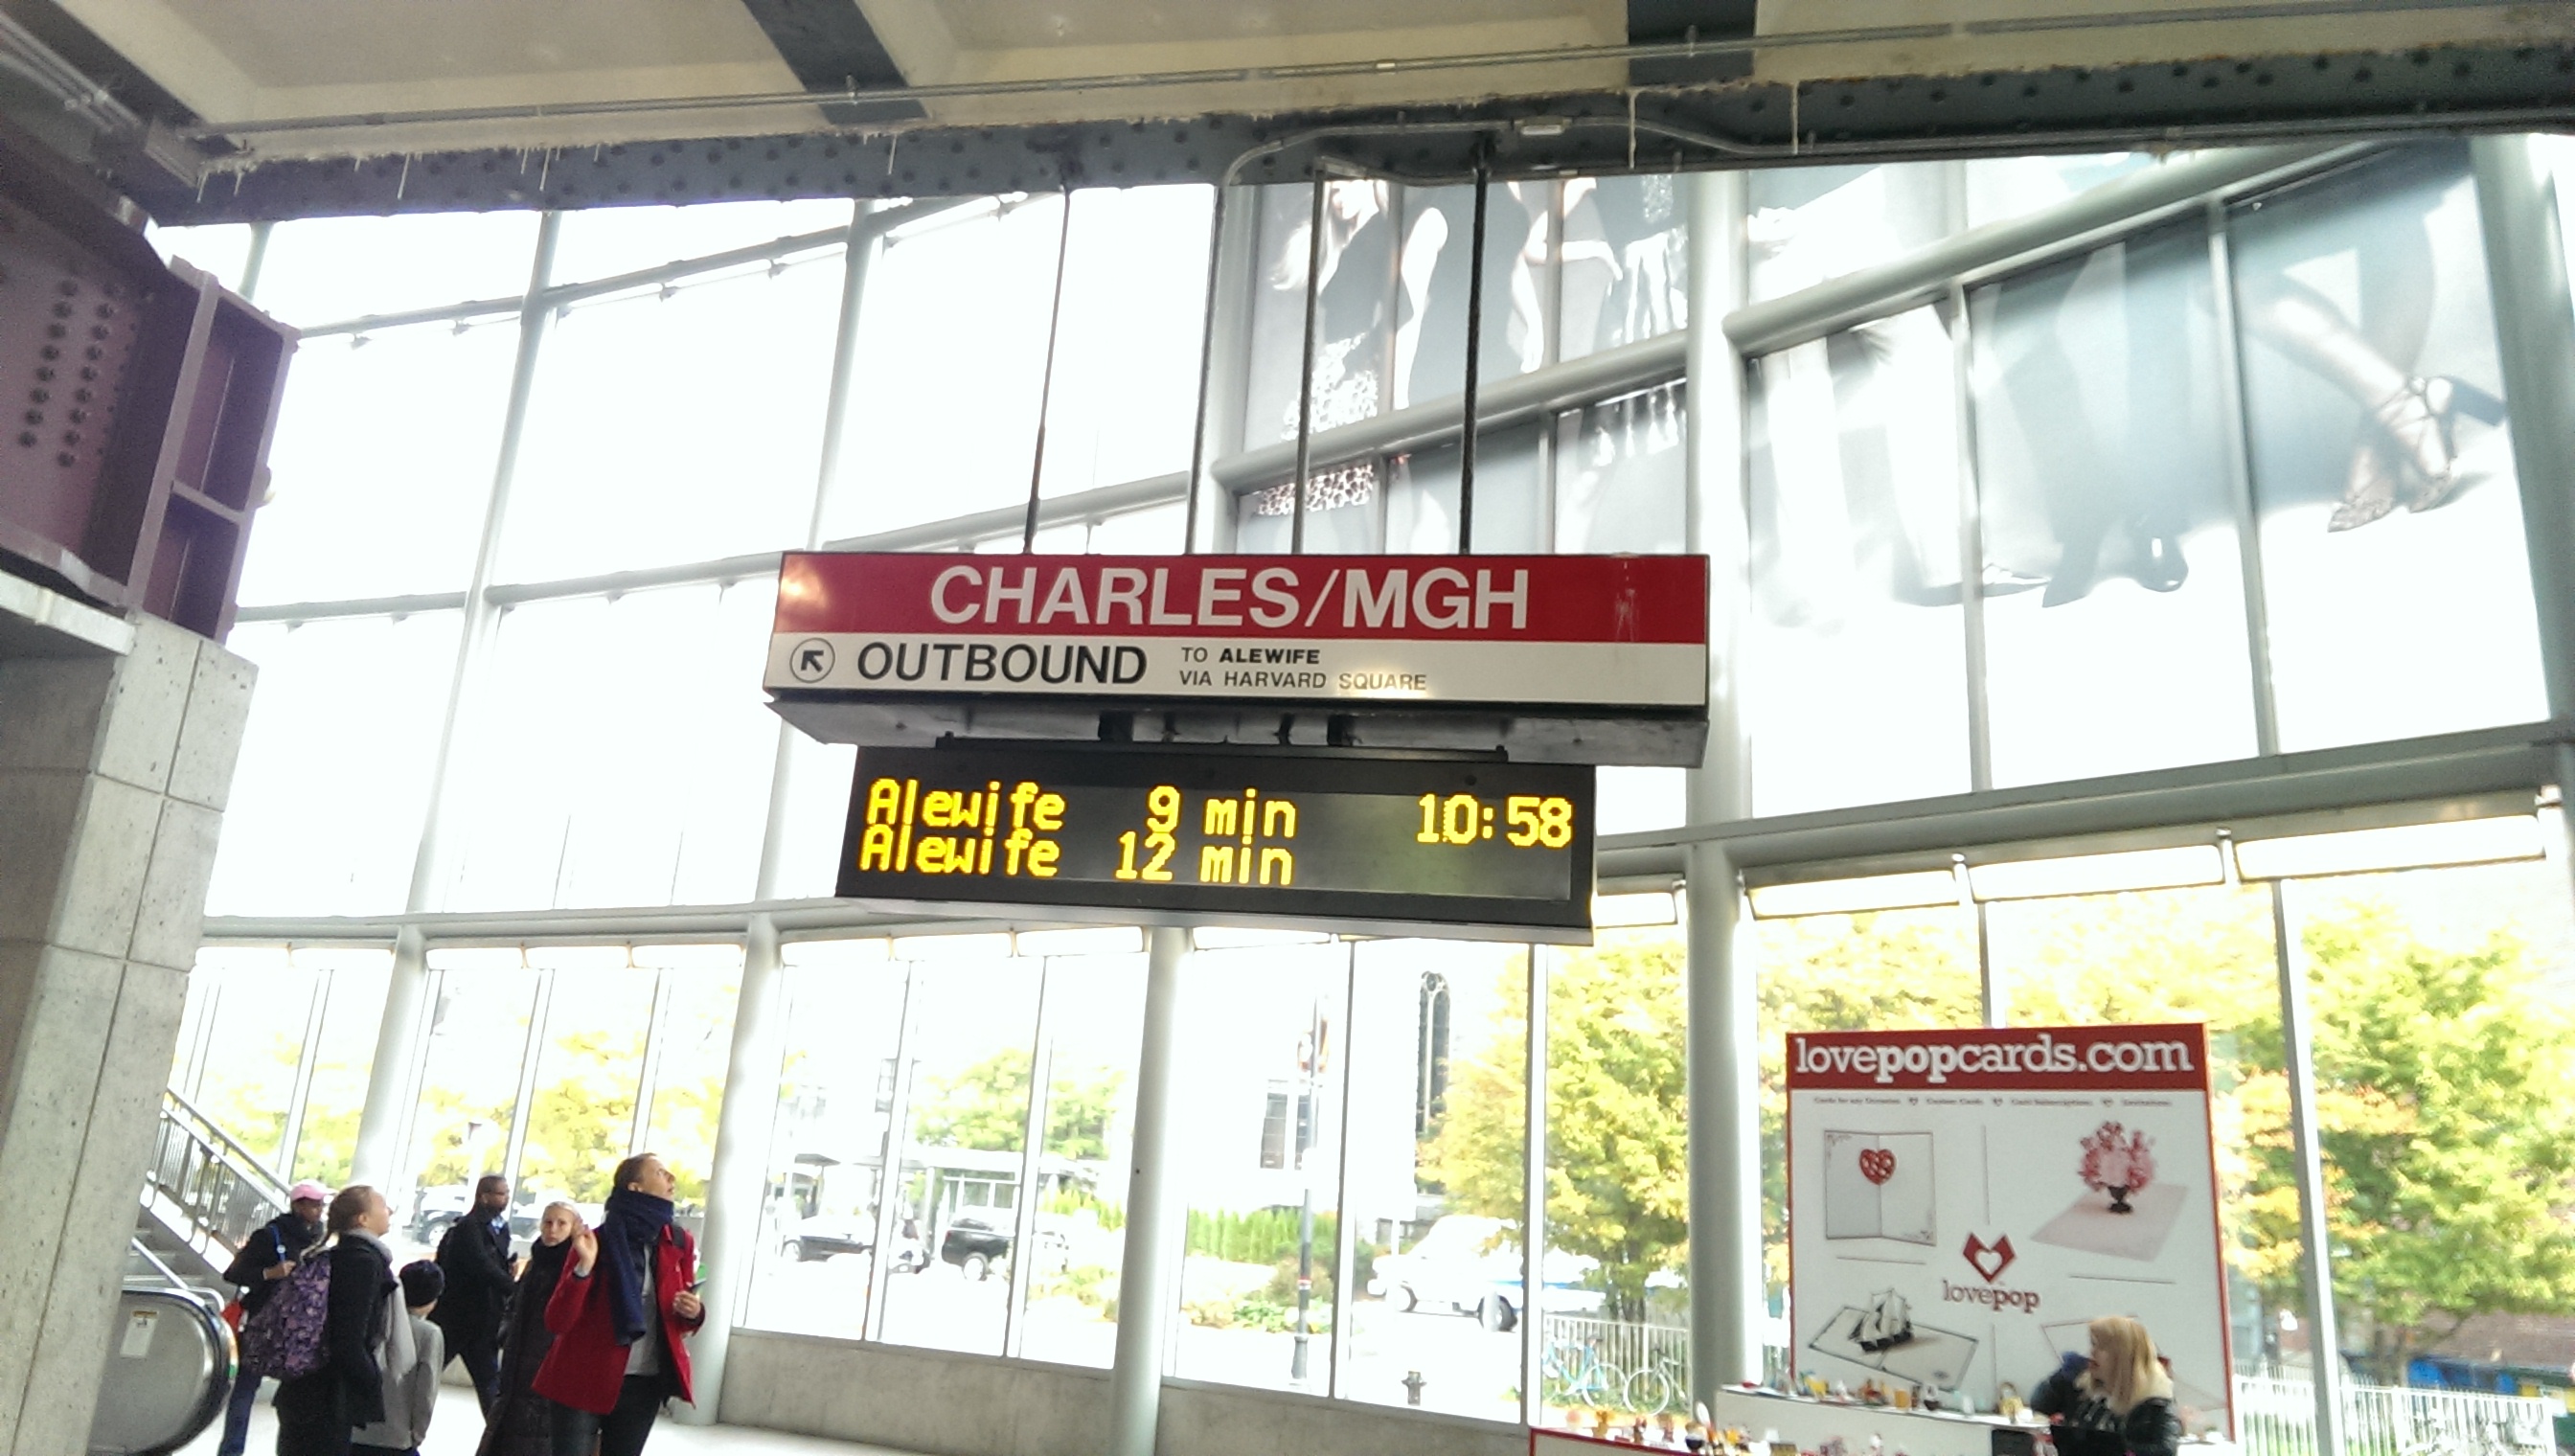 CHARLES/MGH
OUTBOUND
TO ALEWIFE
VIA HARVARD SQUARE
Alewife 9 min 10:58
Alewife 12 min
lovepopcards.com
lovepop